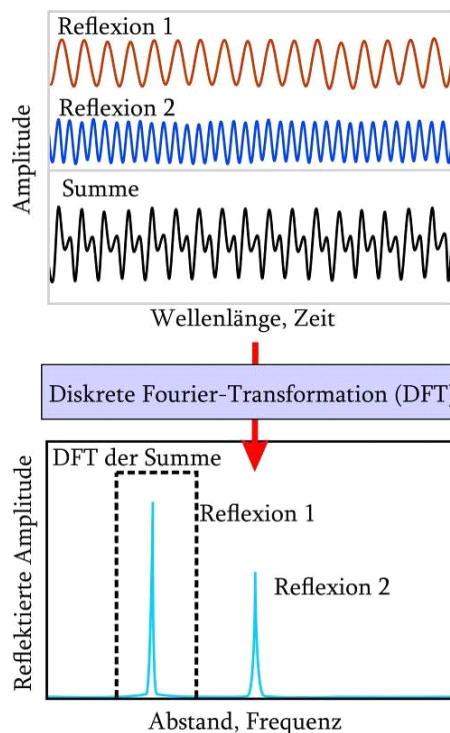 Reflexion 1
Reflexion 2
Amplitude
Summe
Wellenlänge, Zeit
Diskrete Fourier-Transformation (DFT)
DFT der Summe
Reflexion 1
Reflexion 2
Reflektierte Amplitude
Abstand, Frequenz